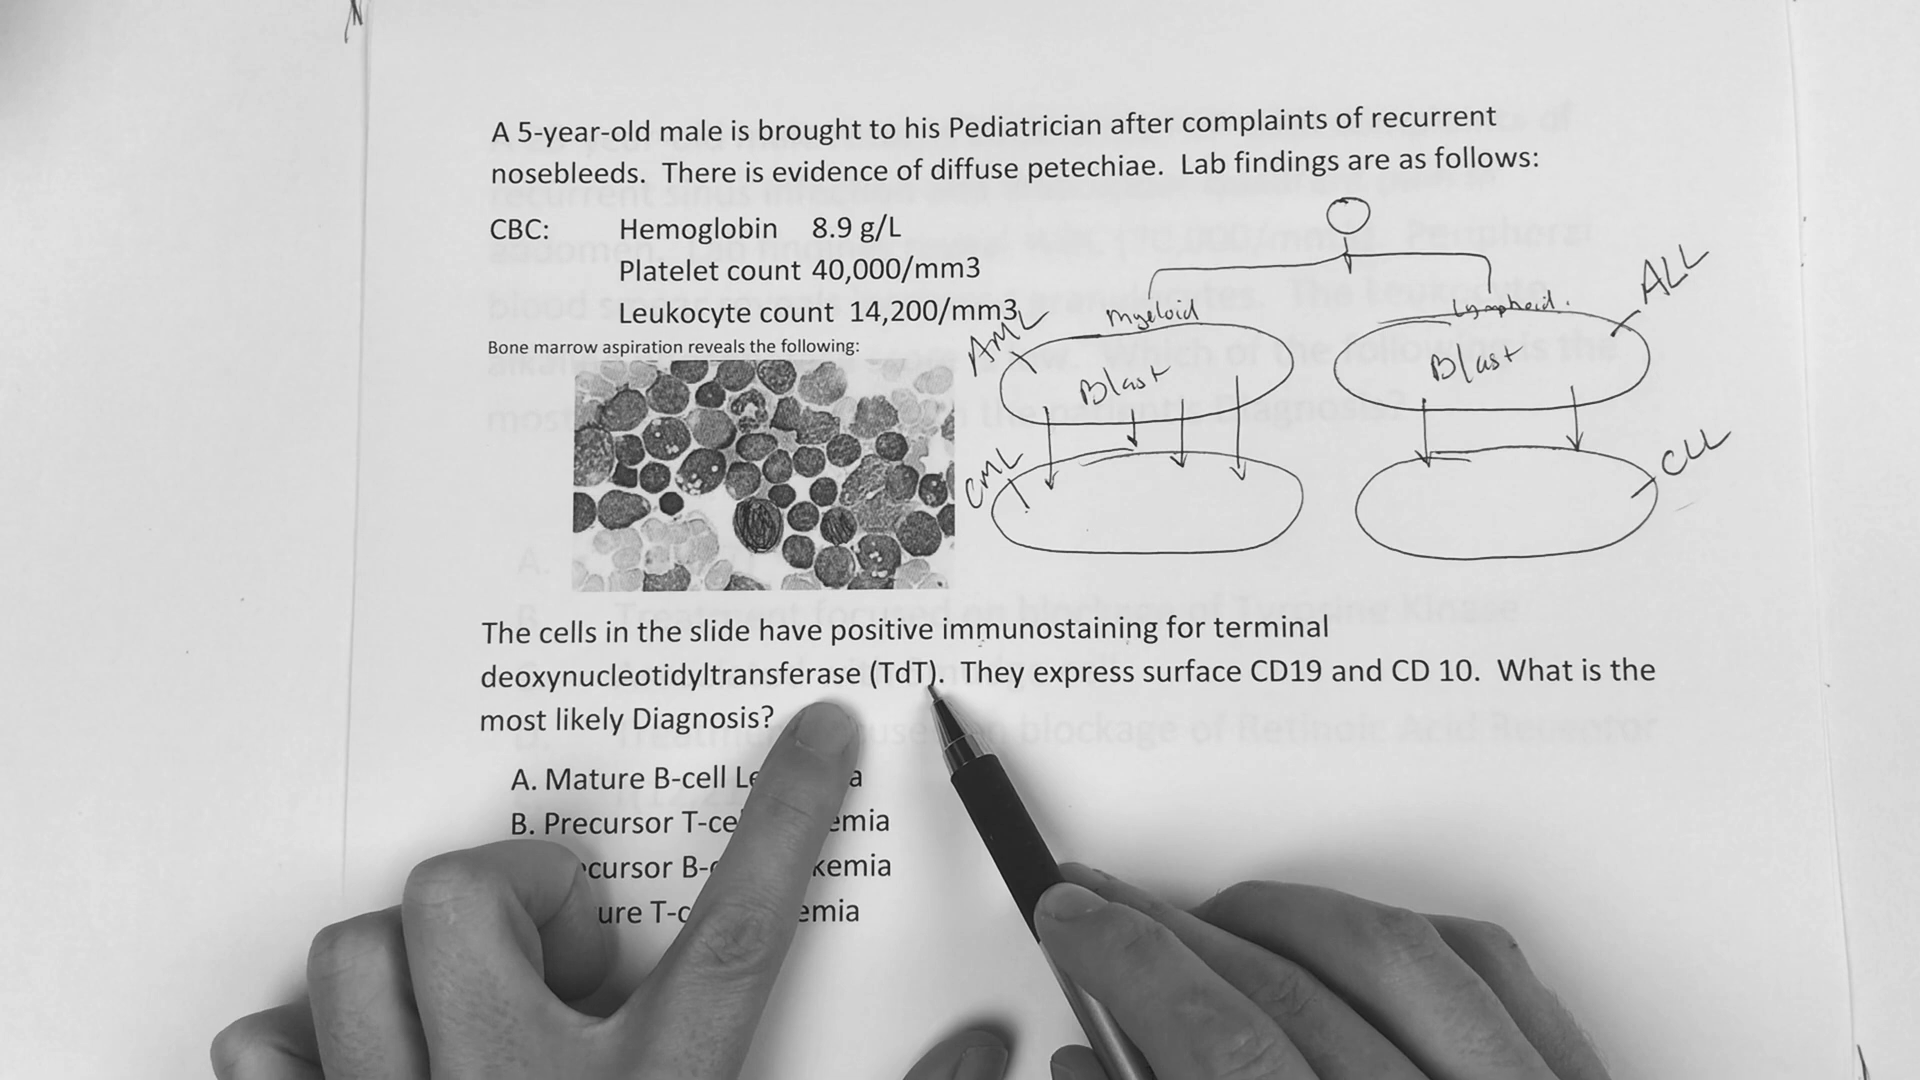 A 5-year-old male is brought to his Pediatrician after complaints of recurrent
nosebleeds. There is evidence of diffuse petechiae. Lab findings are as follows:
CBC: Hemoglobin 8.9 g/L
Platelet count 40,000/mm3
Leukocyte count 14,200/mm3
Bone marrow aspiration reveals the following:
Myeloid
Lymphoid.
AML
ALL
Blast
Blast
CML
CLL
The cells in the slide have positive immunostaining for terminal
deoxynucleotidyltransferase (TdT). They express surface CD19 and CD 10. What is the
most likely Diagnosis?
A. Mature B-cell Le a
B. Precursor T-ce emia
cursor B-c kemia
ure T-c emia